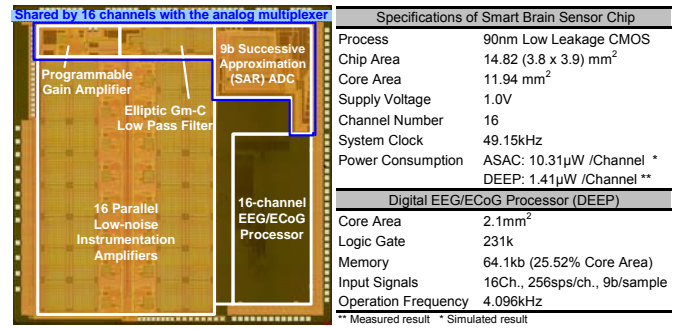 Shared by 16 channels with the analog multiplexer
Programmable
Gain Amplifier
Elliptic Gm-C
Low Pass Filter
9b Successive
Approximation
(SAR) ADC
16 Parallel
Low-noise
Instrumentation
Amplifiers
16-channel
EEG/ECoG
Processor
Specifications of Smart Brain Sensor Chip
Process 90nm Low Leakage CMOS
Chip Area 14.82 (3.8 x 3.9) mm²
Core Area 11.94 mm²
Supply Voltage 1.0V
Channel Number 16
System Clock 49.15kHz
Power Consumption ASAC: 10.31µW /Channel *
DEEP: 1.41µW /Channel **
Digital EEG/ECoG Processor (DEEP)
Core Area 2.1mm²
Logic Gate 231k
Memory 64.1kb (25.52% Core Area)
Input Signals 16Ch., 256sps/ch., 9b/sample
Operation Frequency 4.096kHz
** Measured result * Simulated result